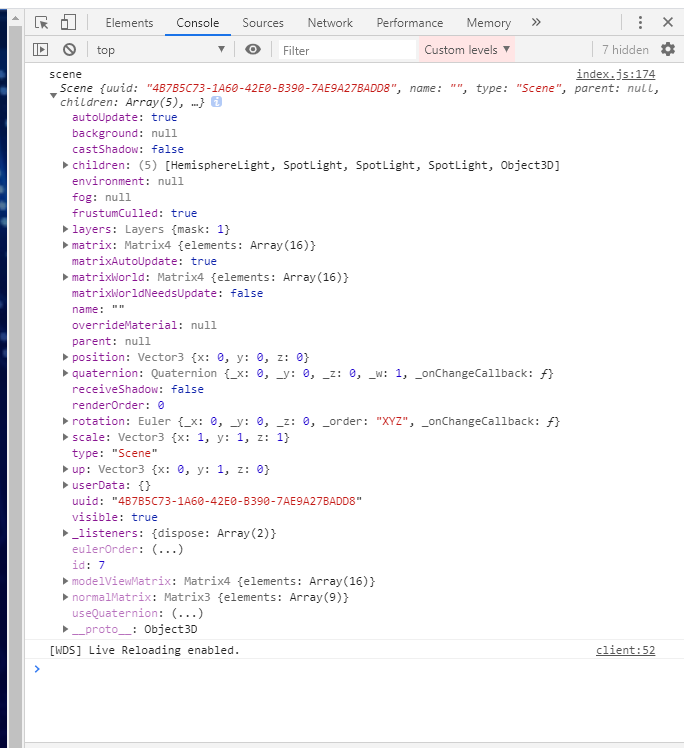 Elements Console Sources Network Performance Memory »
top Filter Custom levels 7 hidden
scene index.js:174
Scene {uuid: "4B7B5C73-1A60-42E0-B390-7AE9A27BADD8", name: "", type: "Scene", parent: null,
children: Array(5), …} i
autoUpdate: true
background: null
castShadow: false
children: (5) [HemisphereLight, SpotLight, SpotLight, SpotLight, Object3D]
environment: null
fog: null
frustumCulled: true
layers: Layers {mask: 1}
matrix: Matrix4 {elements: Array(16)}
matrixAutoUpdate: true
matrixWorld: Matrix4 {elements: Array(16)}
matrixWorldNeedsUpdate: false
name: ""
overrideMaterial: null
parent: null
position: Vector3 {x: 0, y: 0, z: 0}
quaternion: Quaternion {_x: 0, _y: 0, _z: 0, _w: 1, _onChangeCallback: ƒ}
receiveShadow: false
renderOrder: 0
rotation: Euler {_x: 0, _y: 0, _z: 0, _order: "XYZ", _onChangeCallback: ƒ}
scale: Vector3 {x: 1, y: 1, z: 1}
type: "Scene"
up: Vector3 {x: 0, y: 1, z: 0}
userData: {}
uuid: "4B7B5C73-1A60-42E0-B390-7AE9A27BADD8"
visible: true
_listeners: {dispose: Array(2)}
eulerOrder: (...)
id: 7
modelViewMatrix: Matrix4 {elements: Array(16)}
normalMatrix: Matrix3 {elements: Array(9)}
useQuaternion: (...)
__proto__: Object3D
[WDS] Live Reloading enabled. client:52